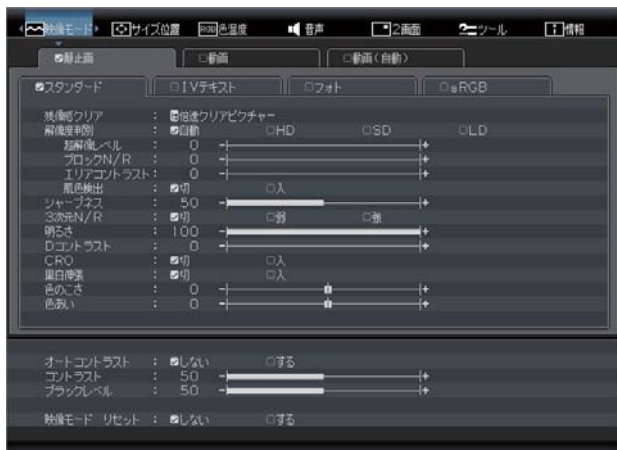 映像モード サイズ位置 RGB色温度 音声 2画面 ツール 情報
静止画 動画 動画(自動)
スタンダード IVテキスト フォト sRGB
残像感クリア : 倍速クリアピクチャー
解像度判別 : 自動 HD SD LD
超解像レベル : 0
ブロックN/R : 0
エリアコントラスト : 0
肌色検出 : 切 入
シャープネス : 50
3次元N/R : 切 弱 強
明るさ : 100
Dコントラスト : 0
CRO : 切 入
黒白伸張 : 切 入
色のこさ : 0
色あい : 0
オートコントラスト : しない する
コントラスト : 50
ブラックレベル : 50
映像モード リセット : しない する